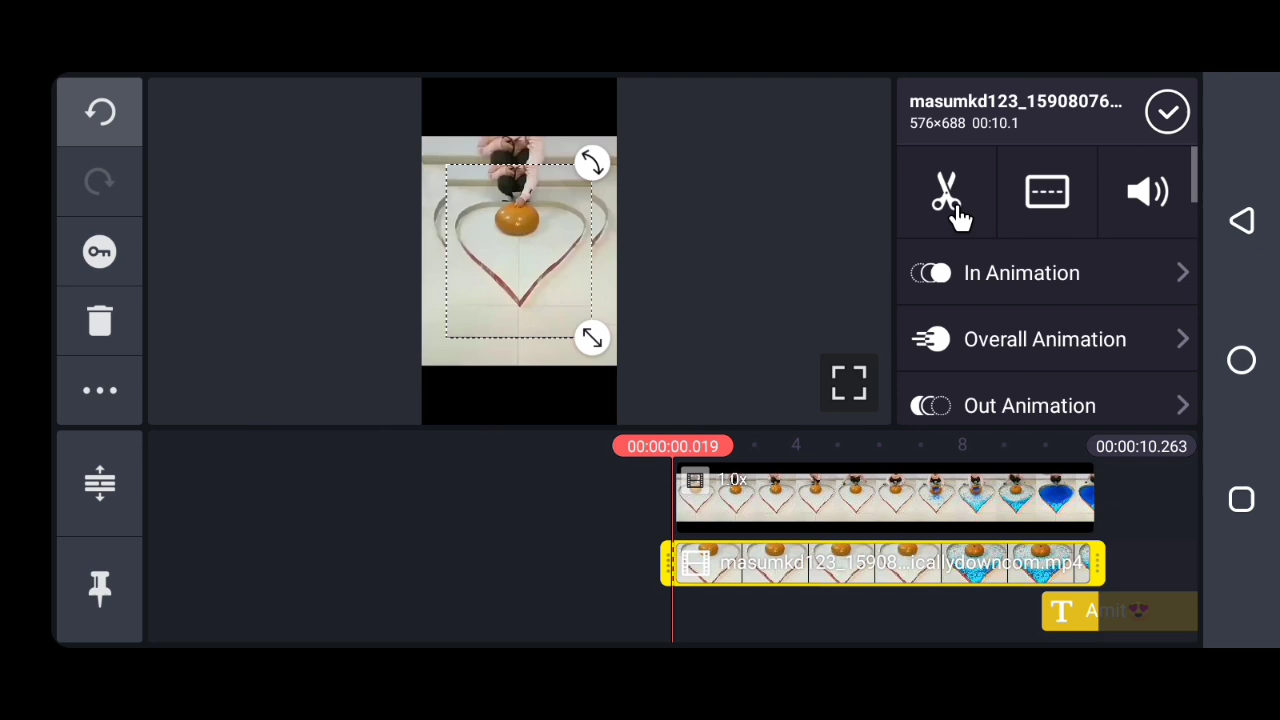 masumkd123_15908076...
576×688 00:10.1
In Animation
Overall Animation
Out Animation
00:00:00.019
4
8
00:00:10.263
1.0x
masumkd123_15908...icallydowncom.mp4
T Amit😍